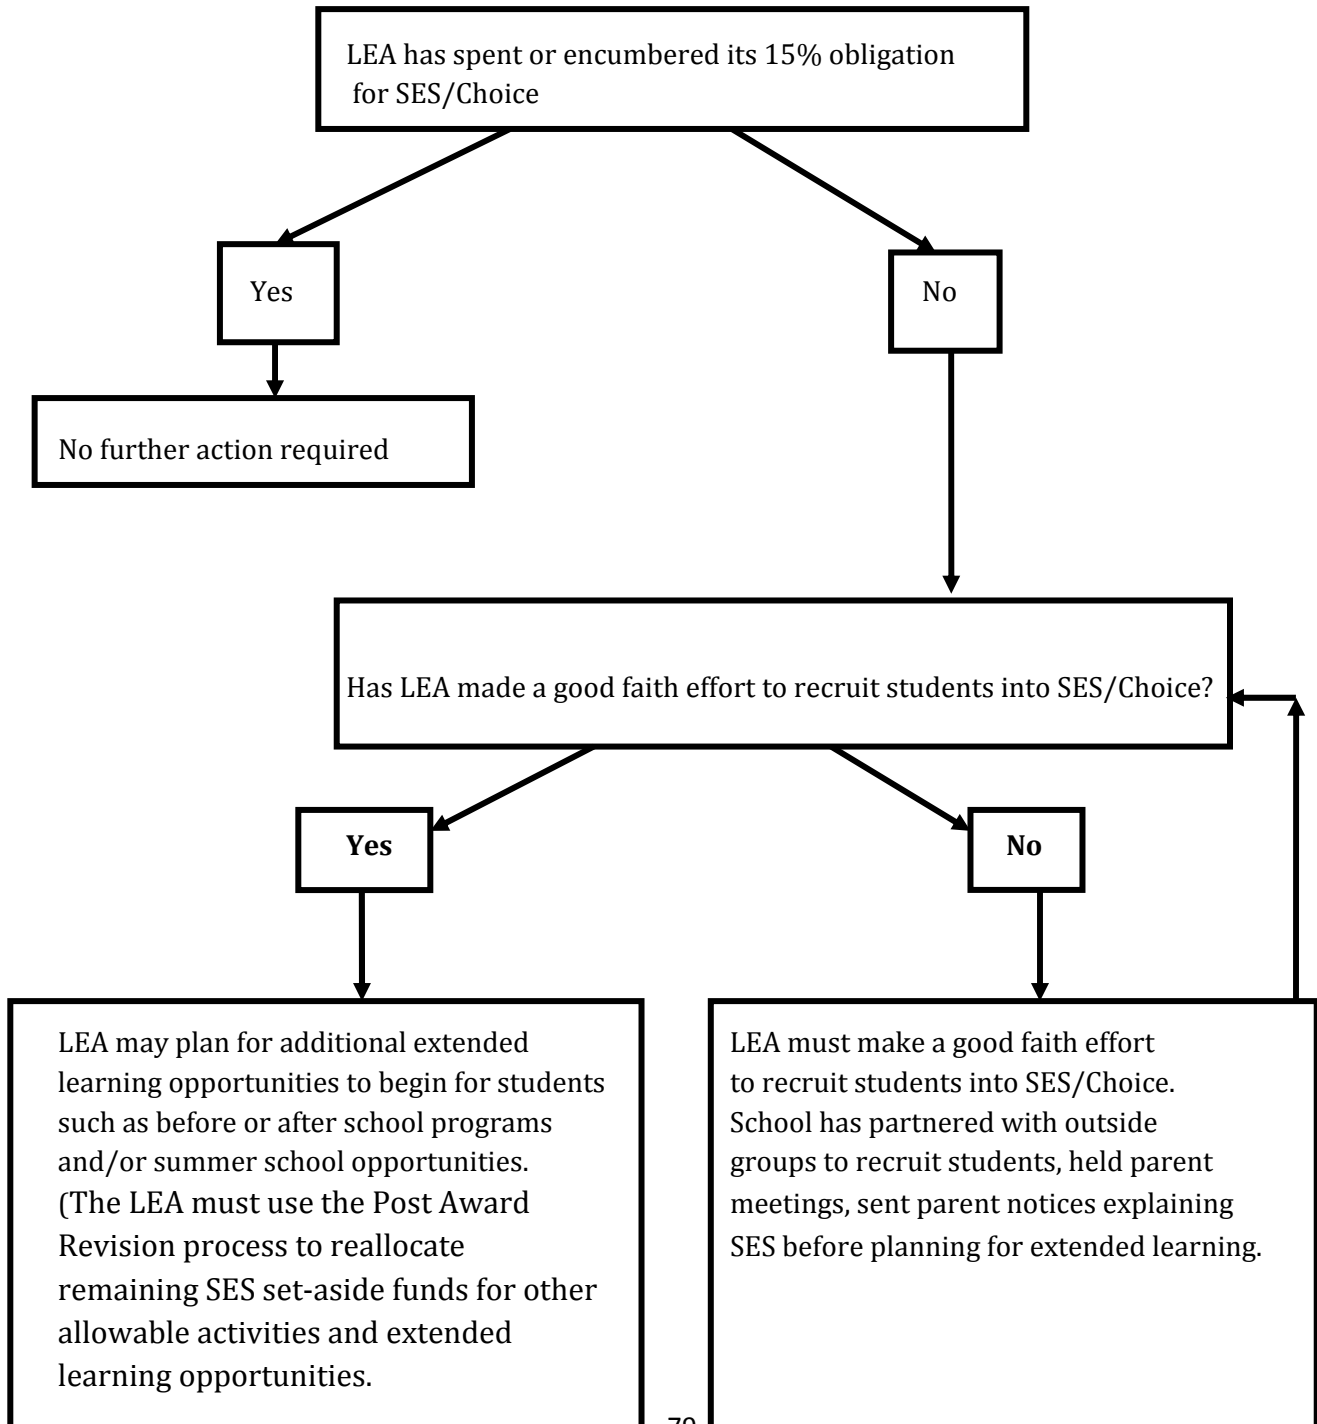 LEA has spent or encumbered its 15% obligation
for SES/Choice
Yes
No
No further action required
Has LEA made a good faith effort to recruit students into SES/Choice?
Yes
No
LEA may plan for additional extended
learning opportunities to begin for students
such as before or after school programs
and/or summer school opportunities.
(The LEA must use the Post Award
Revision process to reallocate
remaining SES set-aside funds for other
allowable activities and extended
learning opportunities.
LEA must make a good faith effort
to recruit students into SES/Choice.
School has partnered with outside
groups to recruit students, held parent
meetings, sent parent notices explaining
SES before planning for extended learning.